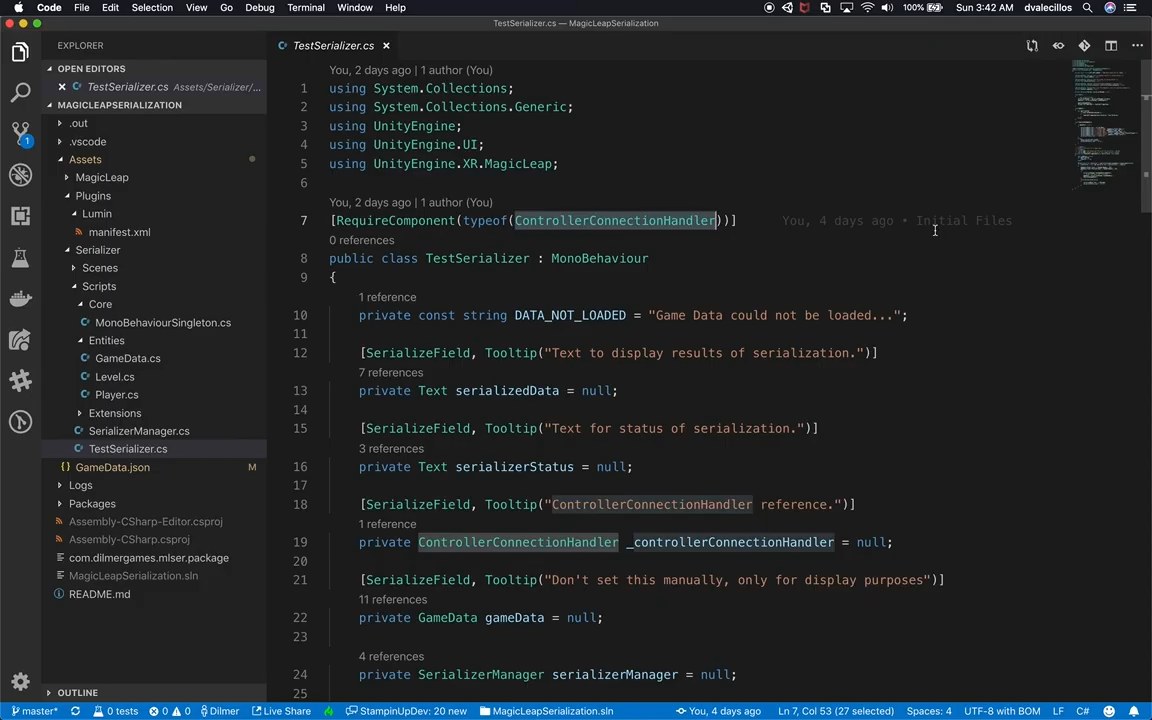 Code File Edit Selection View Go Debug Terminal Window Help 100% Sun 3:42 AM dvalecillos
TestSerializer.cs — MagicLeapSerialization
EXPLORER
OPEN EDITORS
TestSerializer.cs Assets/Serializer/...
MAGICLEAPSERIALIZATION
.out
.vscode
Assets
MagicLeap
Plugins
Lumin
manifest.xml
Serializer
Scenes
Scripts
Core
MonoBehaviourSingleton.cs
Entities
GameData.cs
Level.cs
Player.cs
Extensions
SerializerManager.cs
TestSerializer.cs
GameData.json M
Logs
Packages
Assembly-CSharp-Editor.csproj
Assembly-CSharp.csproj
com.dilmergames.mlser.package
MagicLeapSerialization.sln
README.md
OUTLINE
1
TestSerializer.cs
You, 2 days ago | 1 author (You)
1 using System.Collections;
2 using System.Collections.Generic;
3 using UnityEngine;
4 using UnityEngine.UI;
5 using UnityEngine.XR.MagicLeap;
6
You, 2 days ago | 1 author (You)
7 [RequireComponent(typeof(ControllerConnectionHandler))] You, 4 days ago • Initial Files
0 references
8 public class TestSerializer : MonoBehaviour
9 {
1 reference
10 private const string DATA_NOT_LOADED = "Game Data could not be loaded...";
11
12 [SerializeField, Tooltip("Text to display results of serialization.")]
7 references
13 private Text serializedData = null;
14
15 [SerializeField, Tooltip("Text for status of serialization.")]
3 references
16 private Text serializerStatus = null;
17
18 [SerializeField, Tooltip("ControllerConnectionHandler reference.")]
1 reference
19 private ControllerConnectionHandler _controllerConnectionHandler = null;
20
21 [SerializeField, Tooltip("Don't set this manually, only for display purposes")]
11 references
22 private GameData gameData = null;
23
4 references
24 private SerializerManager serializerManager = null;
25
master* 0 tests 0 0 Dilmer Live Share StampinUpDev: 20 new MagicLeapSerialization.sln You, 4 days ago Ln 7, Col 53 (27 selected) Spaces: 4 UTF-8 with BOM LF C#